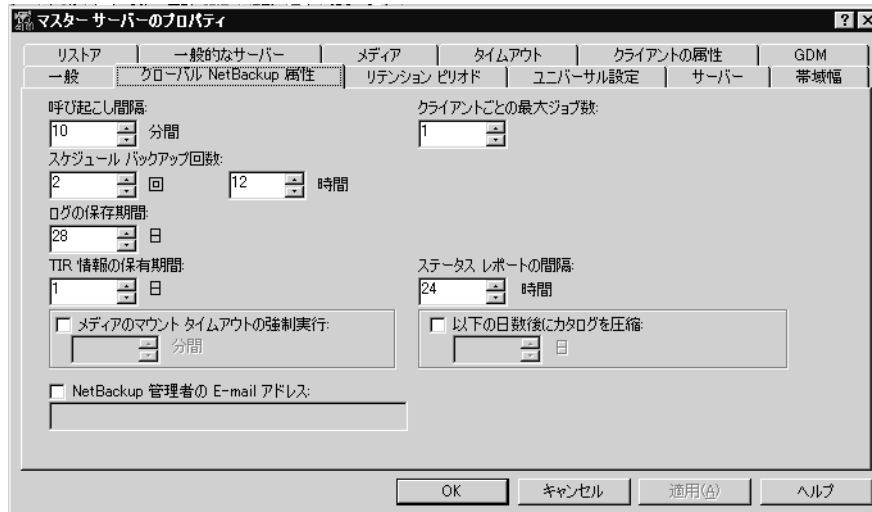 マスター サーバーのプロパティ
リストア 一般的なサーバー メディア タイムアウト クライアントの属性 GDM
一般 グローバル NetBackup 属性 リテンション ピリオド ユニバーサル設定 サーバー 帯域幅
呼び起こし間隔: クライアントごとの最大ジョブ数:
10 分間 1
スケジュール バックアップ回数:
2 回 12 時間
ログの保存期間:
28 日
TIR 情報の保有期間: ステータス レポートの間隔:
1 日 24 時間
メディアのマウント タイムアウトの強制実行: 以下の日数後にカタログを圧縮:
分間 日
NetBackup 管理者の E-mail アドレス:
OK キャンセル 適用(A) ヘルプ